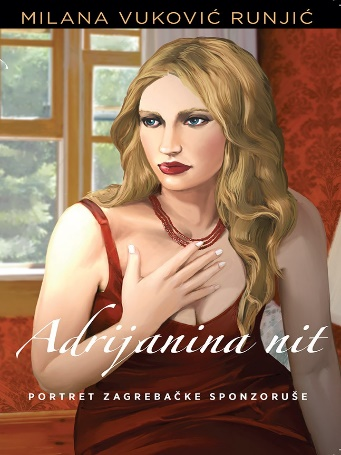 MILANA VUKOVIĆ RUNJIĆ
Adrijanina nit
PORTRET ZAGREBAČKE SPONZORUŠE